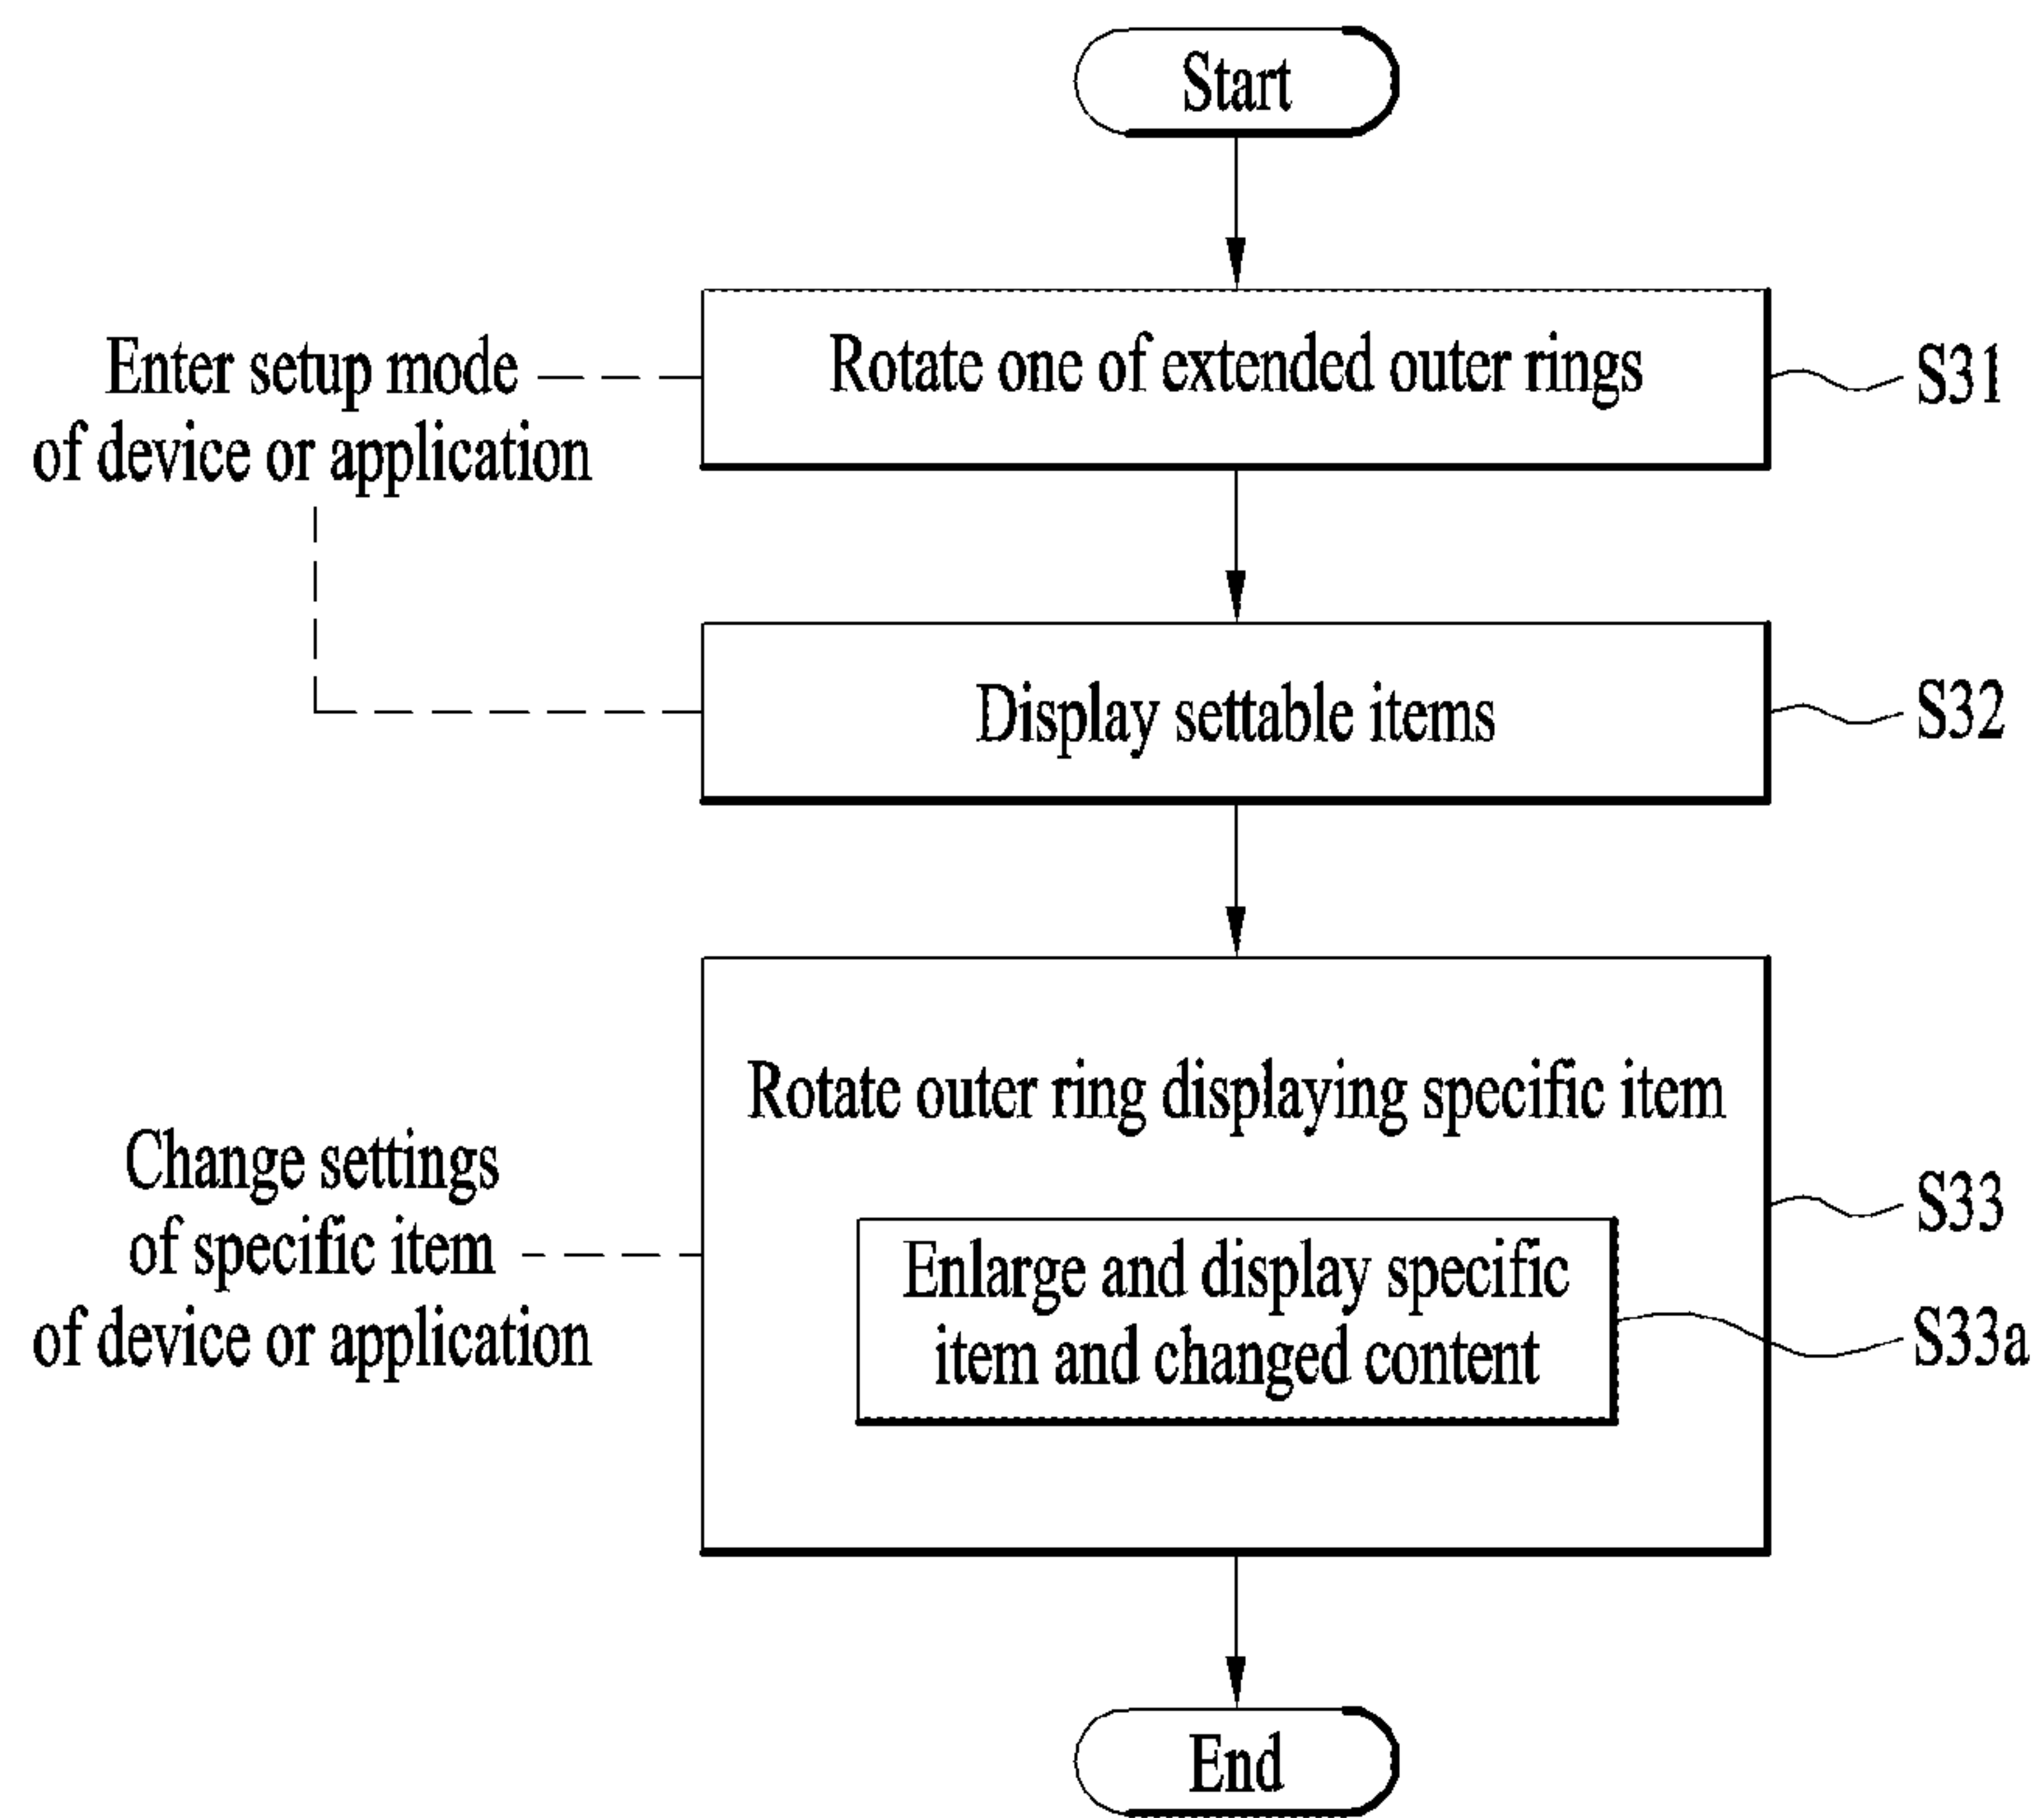 Start
Enter setup mode
of device or application
Rotate one of extended outer rings
S31
Display settable items
S32
Rotate outer ring displaying specific item
S33
Change settings
of specific item
of device or application
Enlarge and display specific
item and changed content
S33a
End